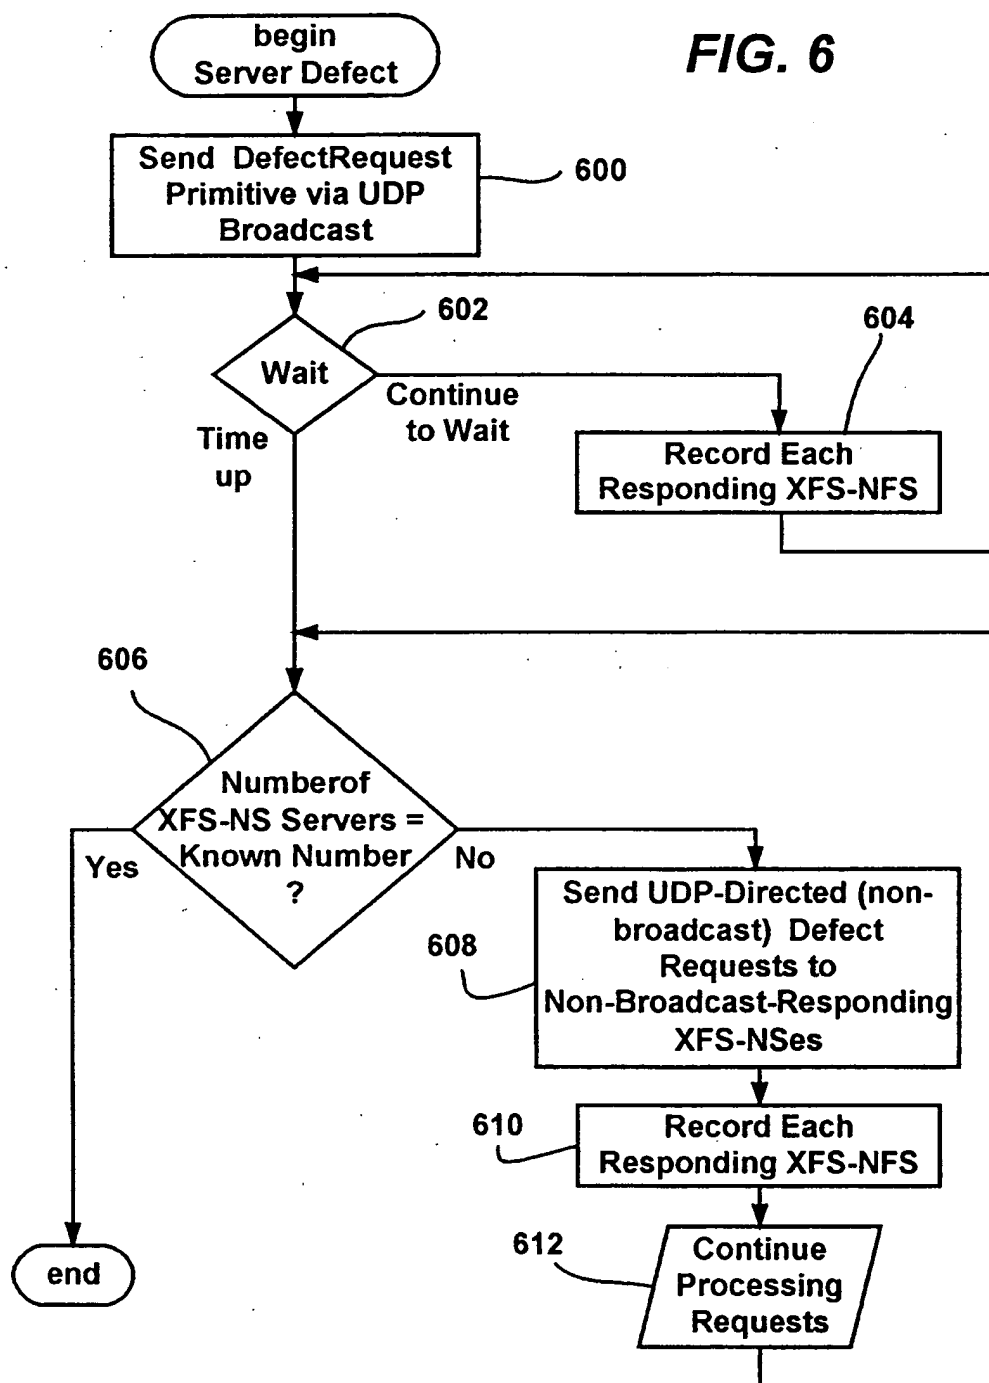 begin
Server Defect
FIG. 6
Send DefectRequest
Primitive via UDP
Broadcast
600
602
Wait
Continue
to Wait
Time
up
604
Record Each
Responding XFS-NFS
606
Numberof
XFS-NS Servers =
Known Number
?
Yes
No
Send UDP-Directed (non-
broadcast) Defect
Requests to
Non-Broadcast-Responding
XFS-NSes
608
610
Record Each
Responding XFS-NFS
612
Continue
Processing
Requests
end